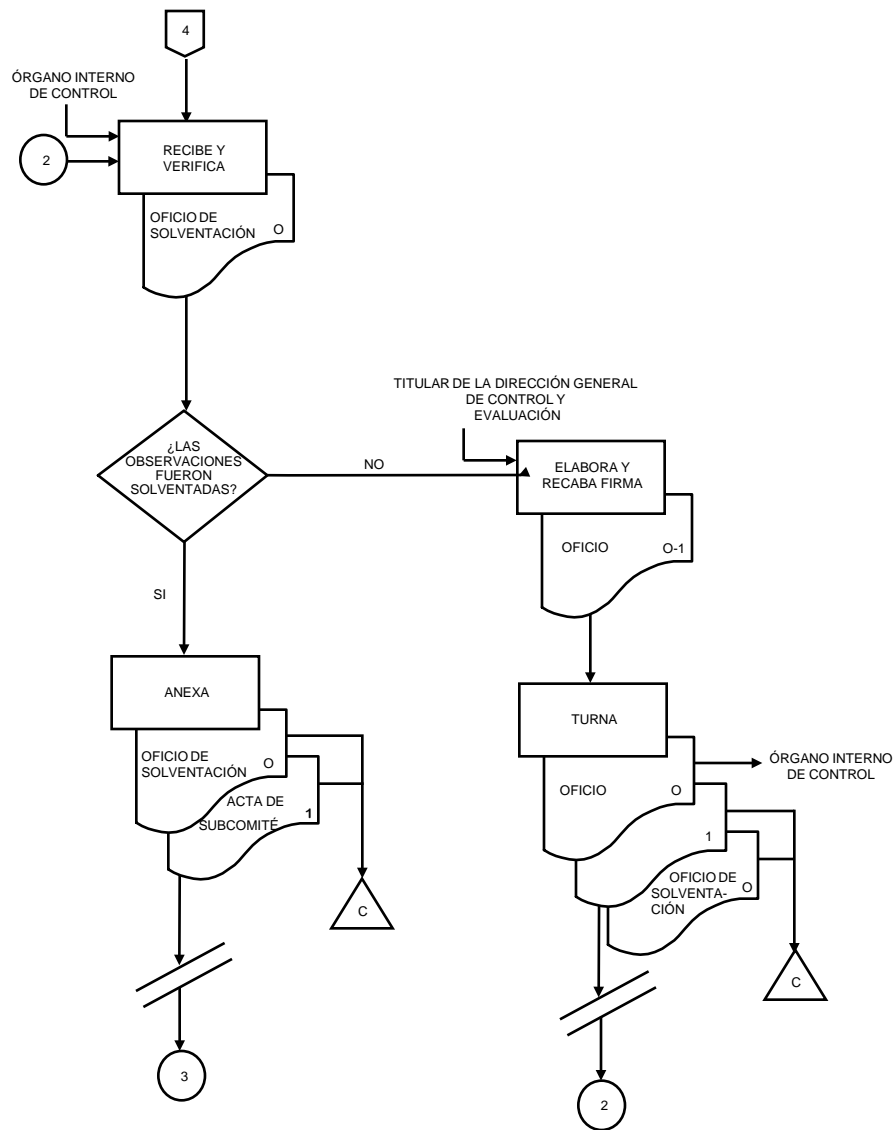 4
ÓRGANO INTERNO
DE CONTROL
2
RECIBE Y
VERIFICA
OFICIO DE
SOLVENTACIÓN
O
¿LAS
OBSERVACIONES
FUERON
SOLVENTADAS?
NO
TITULAR DE LA DIRECCIÓN GENERAL
DE CONTROL Y
EVALUACIÓN
ELABORA Y
RECABA FIRMA
OFICIO
O-1
SI
ANEXA
OFICIO DE
SOLVENTACIÓN
O
ACTA DE
SUBCOMITÉ
1
C
3
TURNA
OFICIO
O
ÓRGANO INTERNO
DE CONTROL
1
OFICIO DE
SOLVENTA-
CIÓN
O
C
2